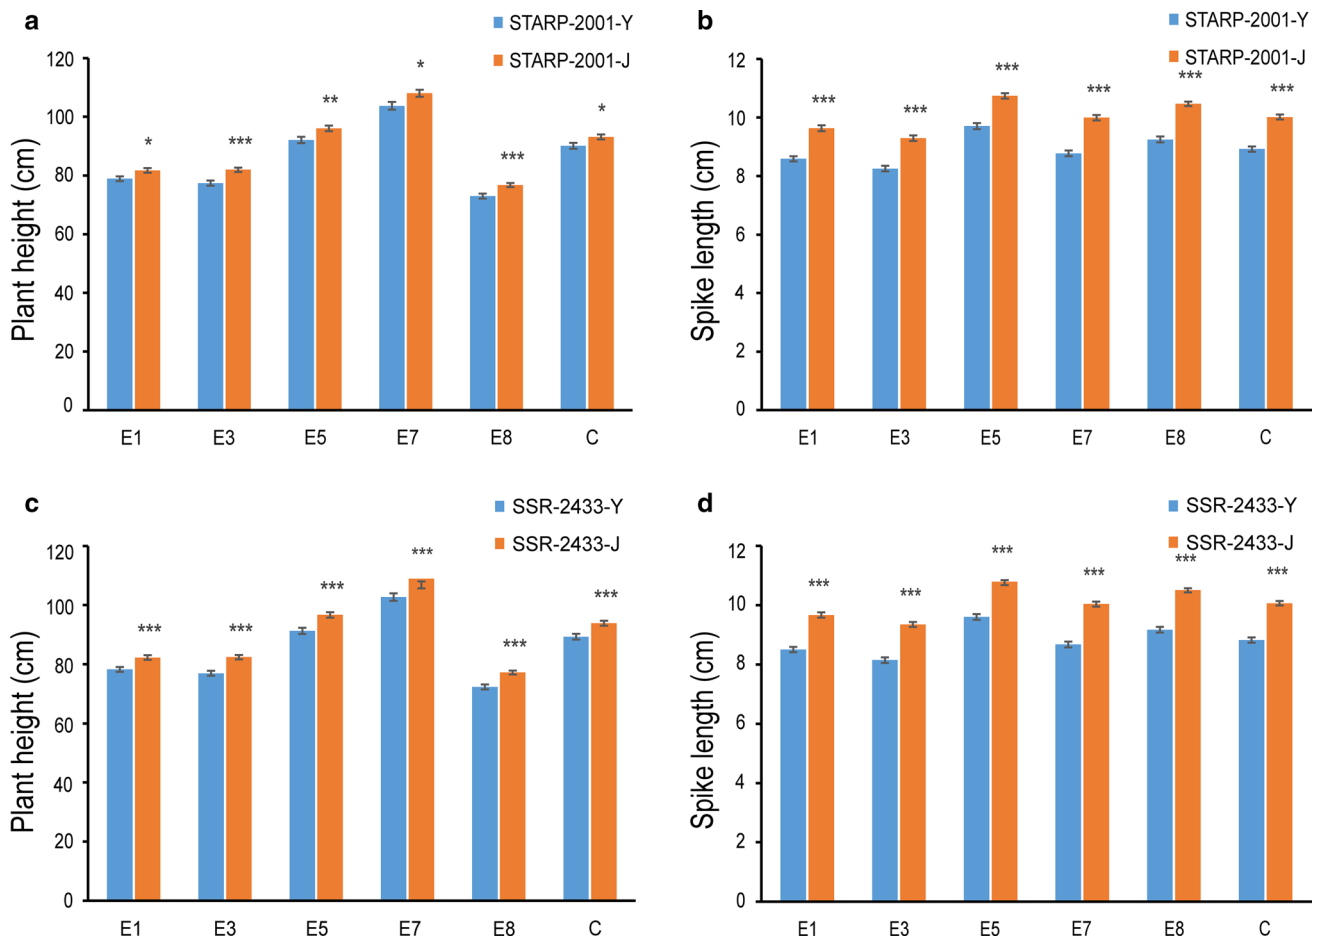 a
STARP-2001-Y
STARP-2001-J
Plant height (cm)
120
100
80
60
40
20
0
* *** ** * *** *
E1 E3 E5 E7 E8 C
b
STARP-2001-Y
STARP-2001-J
Spike length (cm)
12
10
8
6
4
2
0
*** *** *** *** *** ***
E1 E3 E5 E7 E8 C
c
SSR-2433-Y
SSR-2433-J
Plant height (cm)
120
100
80
60
40
20
0
*** *** *** *** *** ***
E1 E3 E5 E7 E8 C
d
SSR-2433-Y
SSR-2433-J
Spike length (cm)
12
10
8
6
4
2
0
*** *** *** *** *** ***
E1 E3 E5 E7 E8 C